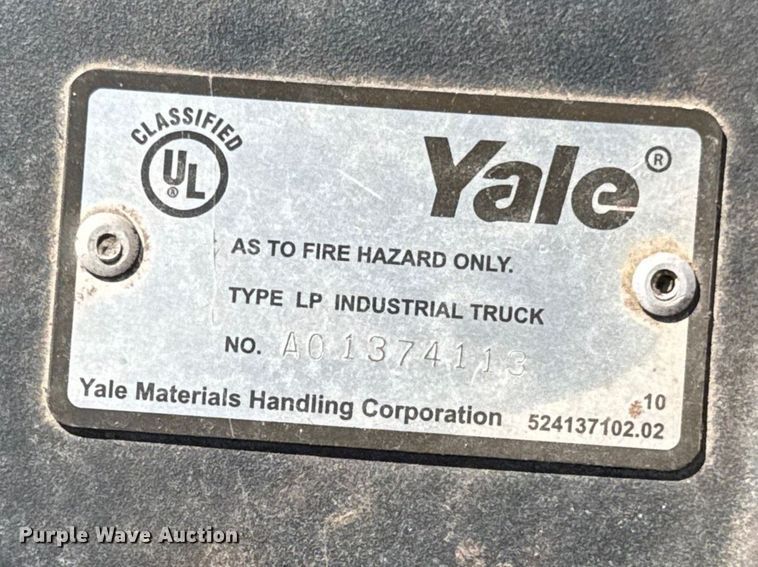 CLASSIFIED
UL®
Yale®
AS TO FIRE HAZARD ONLY.
TYPE LP INDUSTRIAL TRUCK
NO. A01374113
10
Yale Materials Handling Corporation 524137102.02
Purple Wave Auction